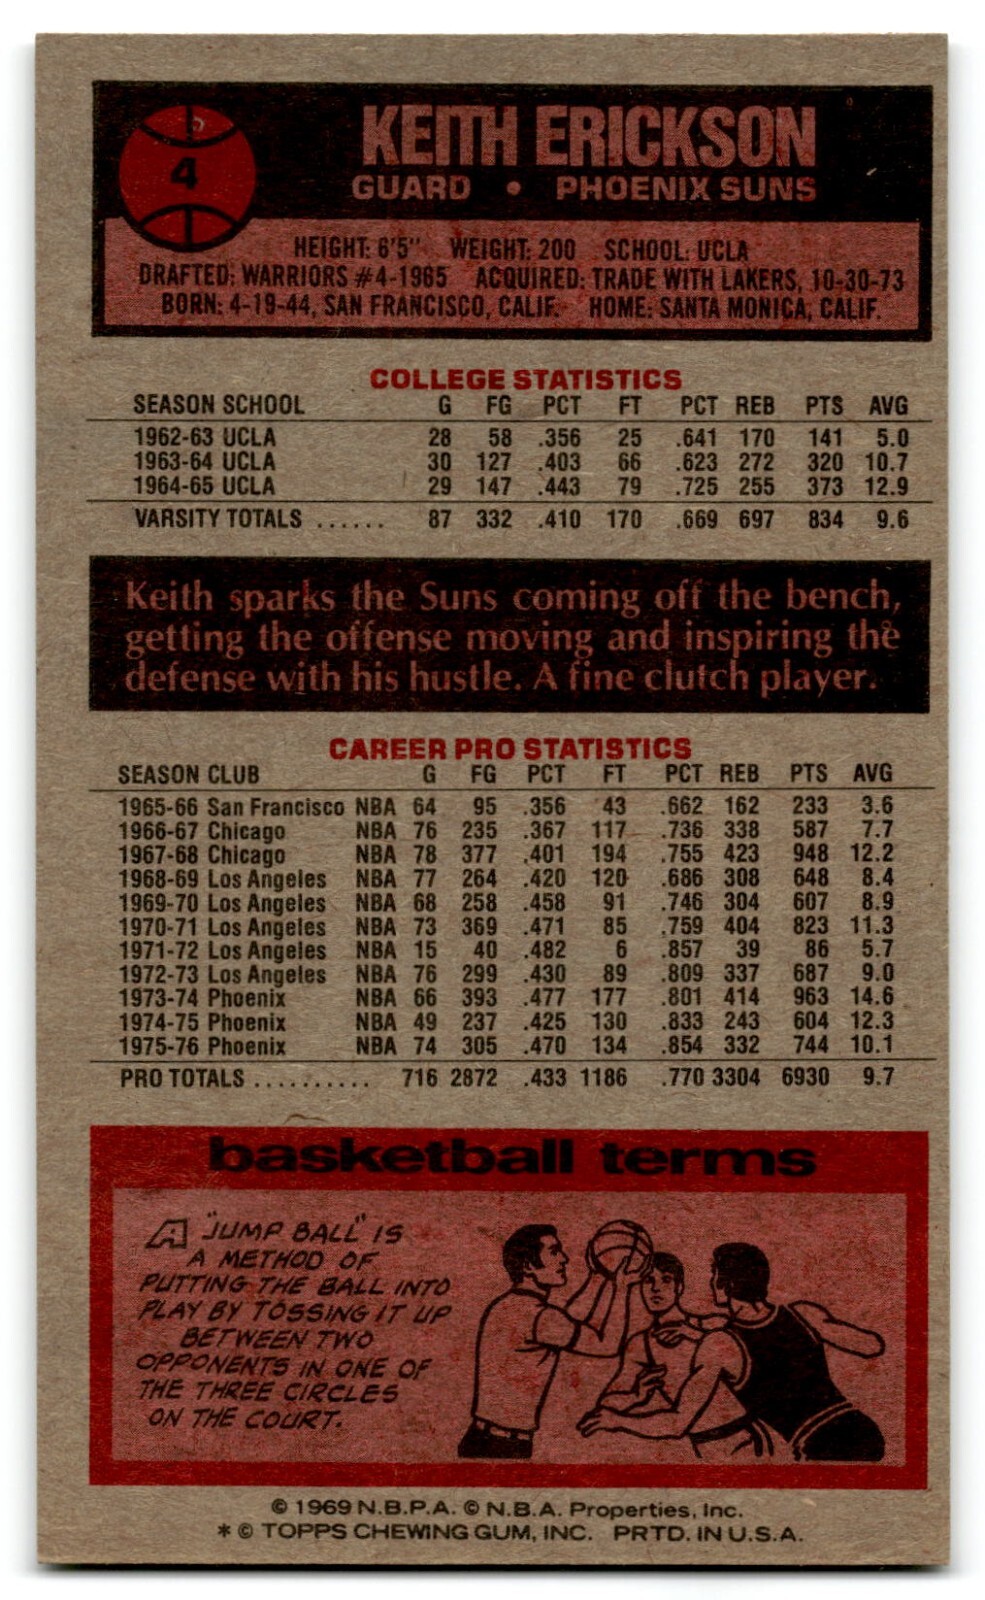 4
KEITH ERICKSON
GUARD • PHOENIX SUNS
HEIGHT: 6'5" WEIGHT: 200 SCHOOL: UCLA
DRAFTED: WARRIORS #4-1965 ACQUIRED: TRADE WITH LAKERS, 10-30-73
BORN: 4-19-44, SAN FRANCISCO, CALIF. HOME: SANTA MONICA, CALIF.
COLLEGE STATISTICS
SEASON SCHOOL G FG PCT FT PCT REB PTS AVG
1962-63 UCLA 28 58 .356 25 .641 170 141 5.0
1963-64 UCLA 30 127 .403 66 .623 272 320 10.7
1964-65 UCLA 29 147 .443 79 .725 255 373 12.9
VARSITY TOTALS ...... 87 332 .410 170 .669 697 834 9.6
Keith sparks the Suns coming off the bench,
getting the offense moving and inspiring the
defense with his hustle. A fine clutch player.
CAREER PRO STATISTICS
SEASON CLUB G FG PCT FT PCT REB PTS AVG
1965-66 San Francisco NBA 64 95 .356 43 .662 162 233 3.6
1966-67 Chicago NBA 76 235 .367 117 .736 338 587 7.7
1967-68 Chicago NBA 78 377 .401 194 .755 423 948 12.2
1968-69 Los Angeles NBA 77 264 .420 120 .686 308 648 8.4
1969-70 Los Angeles NBA 68 258 .458 91 .746 304 607 8.9
1970-71 Los Angeles NBA 73 369 .471 85 .759 404 823 11.3
1971-72 Los Angeles NBA 15 40 .482 6 .857 39 86 5.7
1972-73 Los Angeles NBA 76 299 .430 89 .809 337 687 9.0
1973-74 Phoenix NBA 66 393 .477 177 .801 414 963 14.6
1974-75 Phoenix NBA 49 237 .425 130 .833 243 604 12.3
1975-76 Phoenix NBA 74 305 .470 134 .854 332 744 10.1
PRO TOTALS .......... 716 2872 .433 1186 .770 3304 6930 9.7
basketball terms
A "JUMP BALL" IS
A METHOD OF
PUTTING THE BALL INTO
PLAY BY TOSSING IT UP
BETWEEN TWO
OPPONENTS IN ONE OF
THE THREE CIRCLES
ON THE COURT.
© 1969 N.B.P.A. © N.B.A. Properties, Inc.
* © TOPPS CHEWING GUM, INC. PRTD. IN U.S.A.